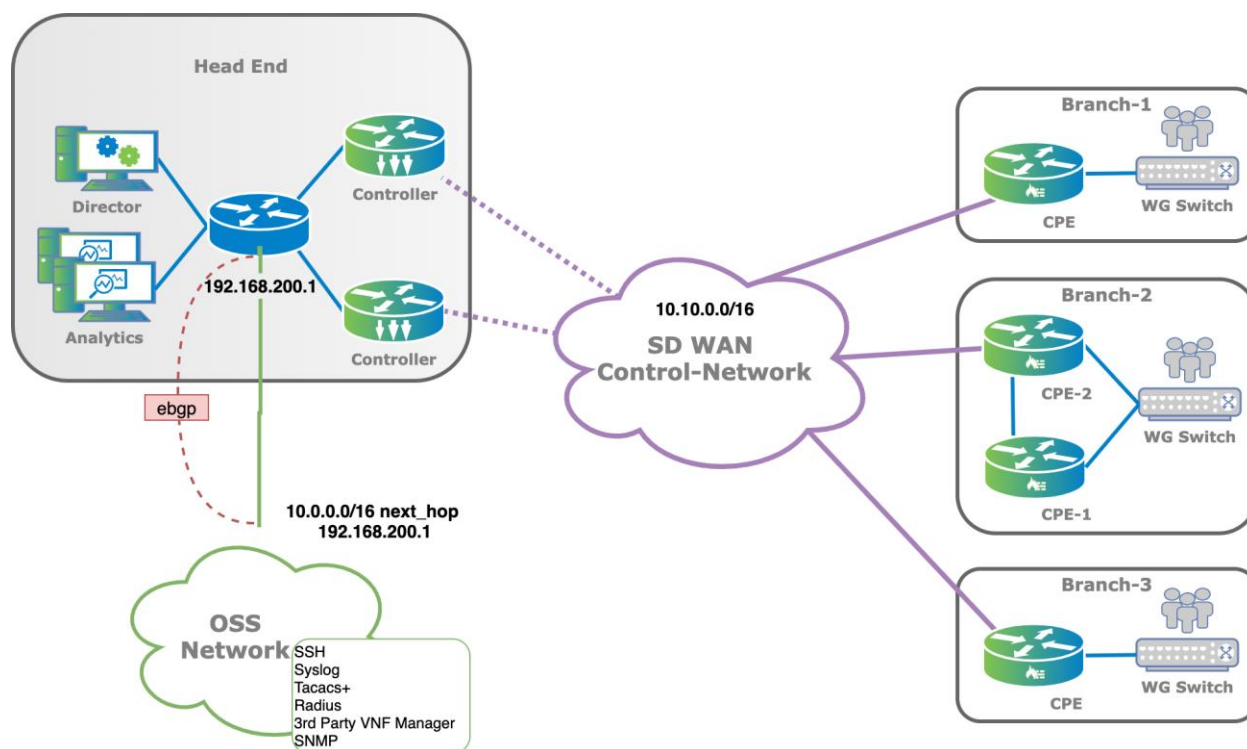 Head End
Director
Analytics
Controller
Controller
192.168.200.1
ebgp
10.0.0.0/16 next_hop
192.168.200.1
OSS
Network
SSH
Syslog
Tacacs+
Radius
3rd Party VNF Manager
SNMP
10.10.0.0/16
SD WAN
Control-Network
Branch-1
CPE
WG Switch
Branch-2
CPE-2
WG Switch
CPE-1
Branch-3
CPE
WG Switch